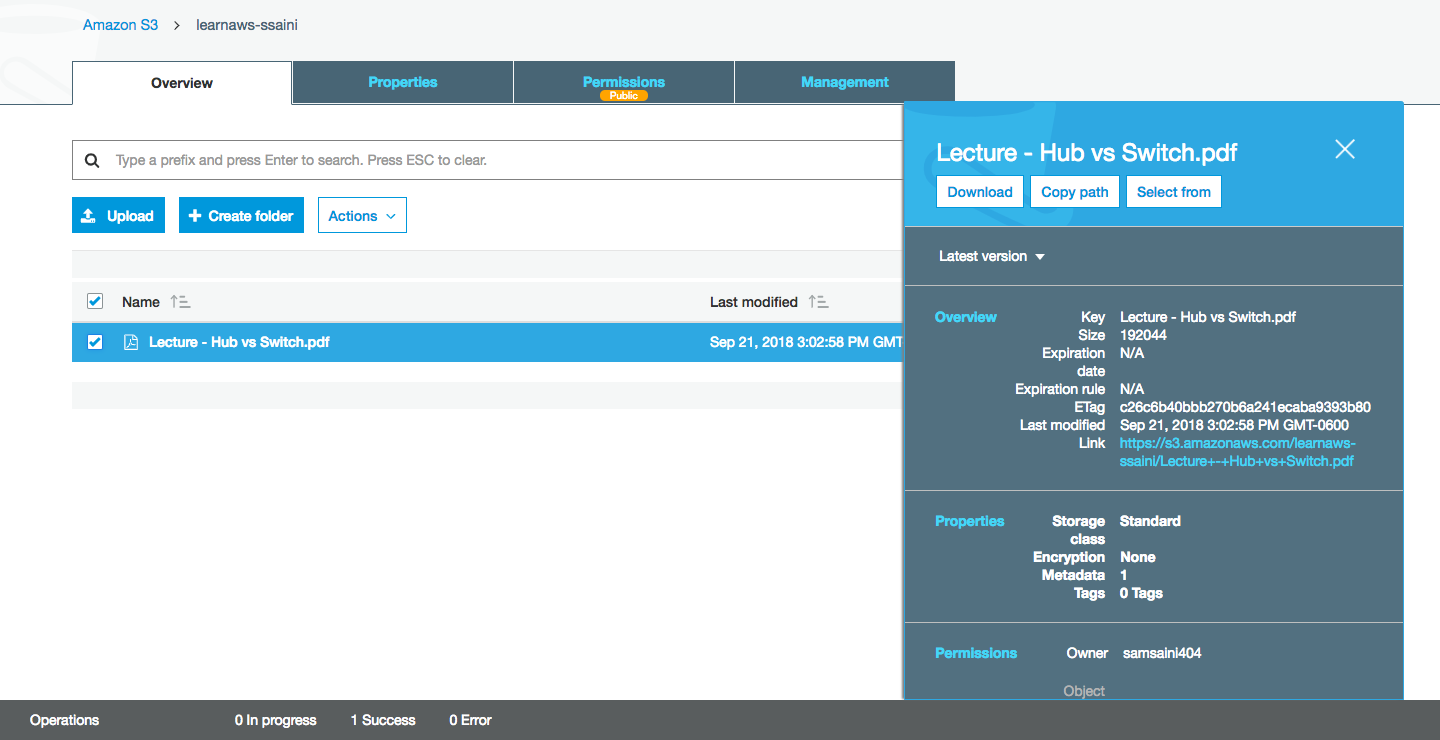 Amazon S3 > learnaws-ssaini
Overview
Properties
Permissions
Public
Management
Type a prefix and press Enter to search. Press ESC to clear.
Upload
Create folder
Actions
Name
Last modified
Lecture - Hub vs Switch.pdf
Sep 21, 2018 3:02:58 PM GMT
Lecture - Hub vs Switch.pdf
Download
Copy path
Select from
Latest version
Overview
Key Lecture - Hub vs Switch.pdf
Size 192044
Expiration N/A
date
Expiration rule N/A
ETag c26c6b40bbb270b6a241ecaba9393b80
Last modified Sep 21, 2018 3:02:58 PM GMT-0600
Link https://s3.amazonaws.com/learnaws-
ssaini/Lecture+-+Hub+vs+Switch.pdf
Properties
Storage Standard
class
Encryption None
Metadata 1
Tags 0 Tags
Permissions
Owner samsaini404
Object
Operations
0 In progress
1 Success
0 Error